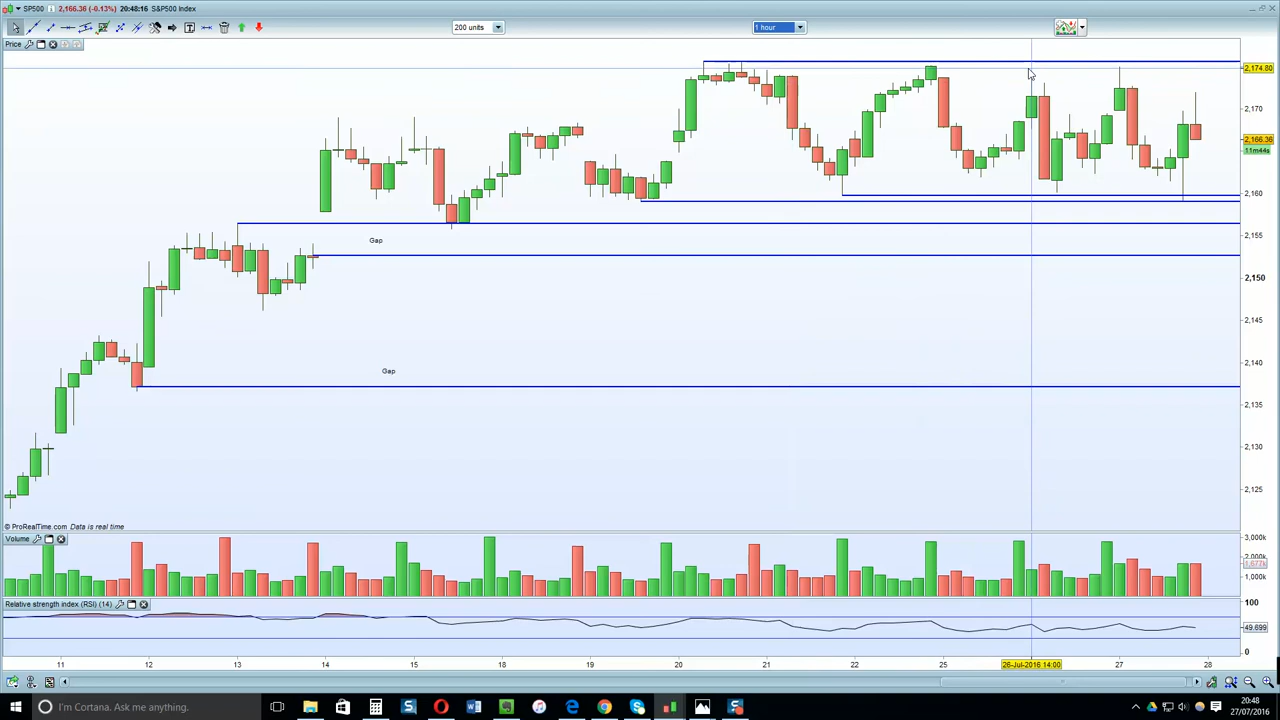 SP500 2,166.36 (-0.13%) 20:48:16 S&P500 Index
200 units
1 hour
Price
2,174.80
2,170
2,166.36
11m44s
2,160
2,155
2,150
2,145
2,140
2,135
2,130
2,125
Gap
Gap
© ProRealTime.com Data is real time
Volume
3,000k
2,000k
1,677k
1,000k
Relative strength index (RSI) (14)
100
49.699
0
11 12 13 14 15 18 19 20 21 22 25 26-Jul-2016 14:00 27 28
I'm Cortana. Ask me anything.
20:48
27/07/2016